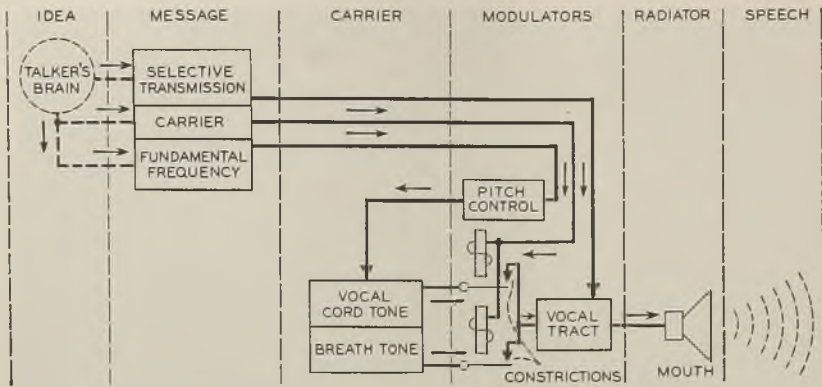 IDEA
MESSAGE
CARRIER
MODULATORS
RADIATOR
SPEECH
TALKER'S
BRAIN
SELECTIVE
TRANSMISSION
CARRIER
FUNDAMENTAL
FREQUENCY
PITCH
CONTROL
VOCAL
CORD TONE
BREATH TONE
VOCAL
TRACT
CONSTRICTIONS
MOUTH